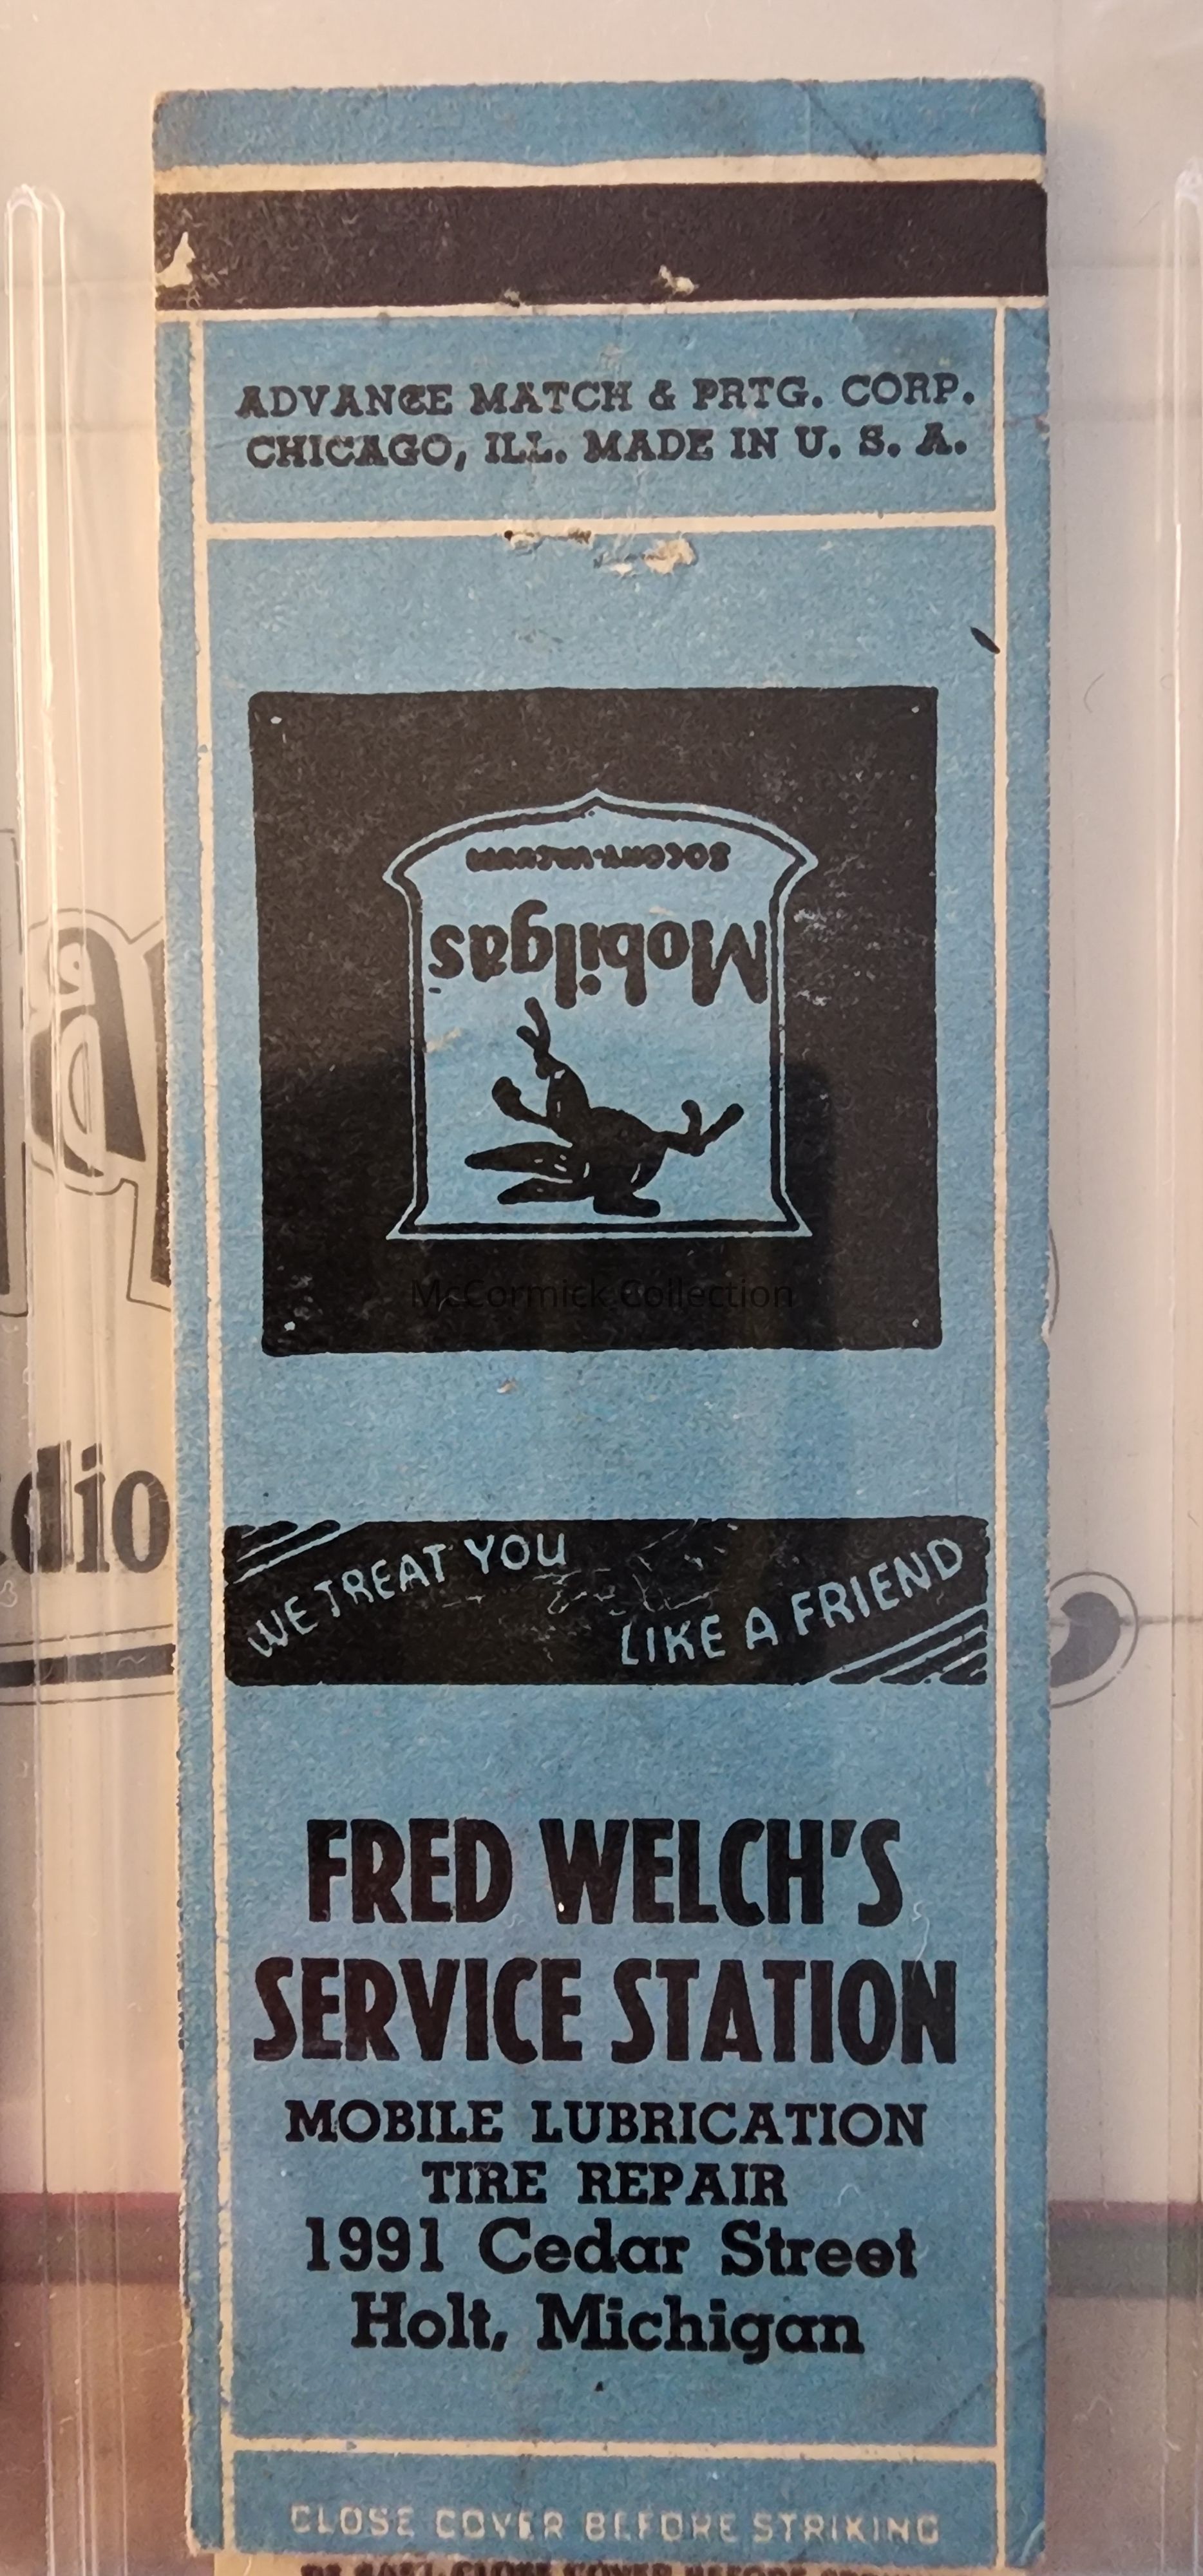 ADVANCE MATCH & PRTG. CORP.
CHICAGO, ILL. MADE IN U. S. A.
Mobilgas
SOCONY-VACUUM
McCormick Collection
WE TREAT YOU
LIKE A FRIEND
FRED WELCH'S
SERVICE STATION
MOBILE LUBRICATION
TIRE REPAIR
1991 Cedar Street
Holt, Michigan
CLOSE COVER BEFORE STRIKING
dio